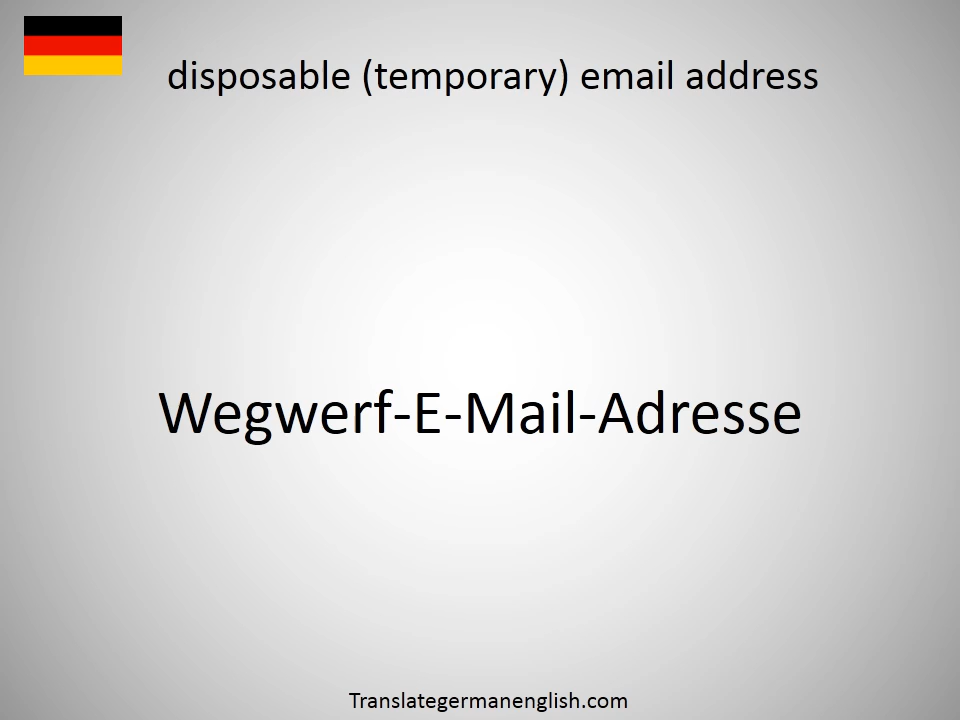 disposable (temporary) email address
Wegwerf-E-Mail-Adresse
Translategermanenglish.com